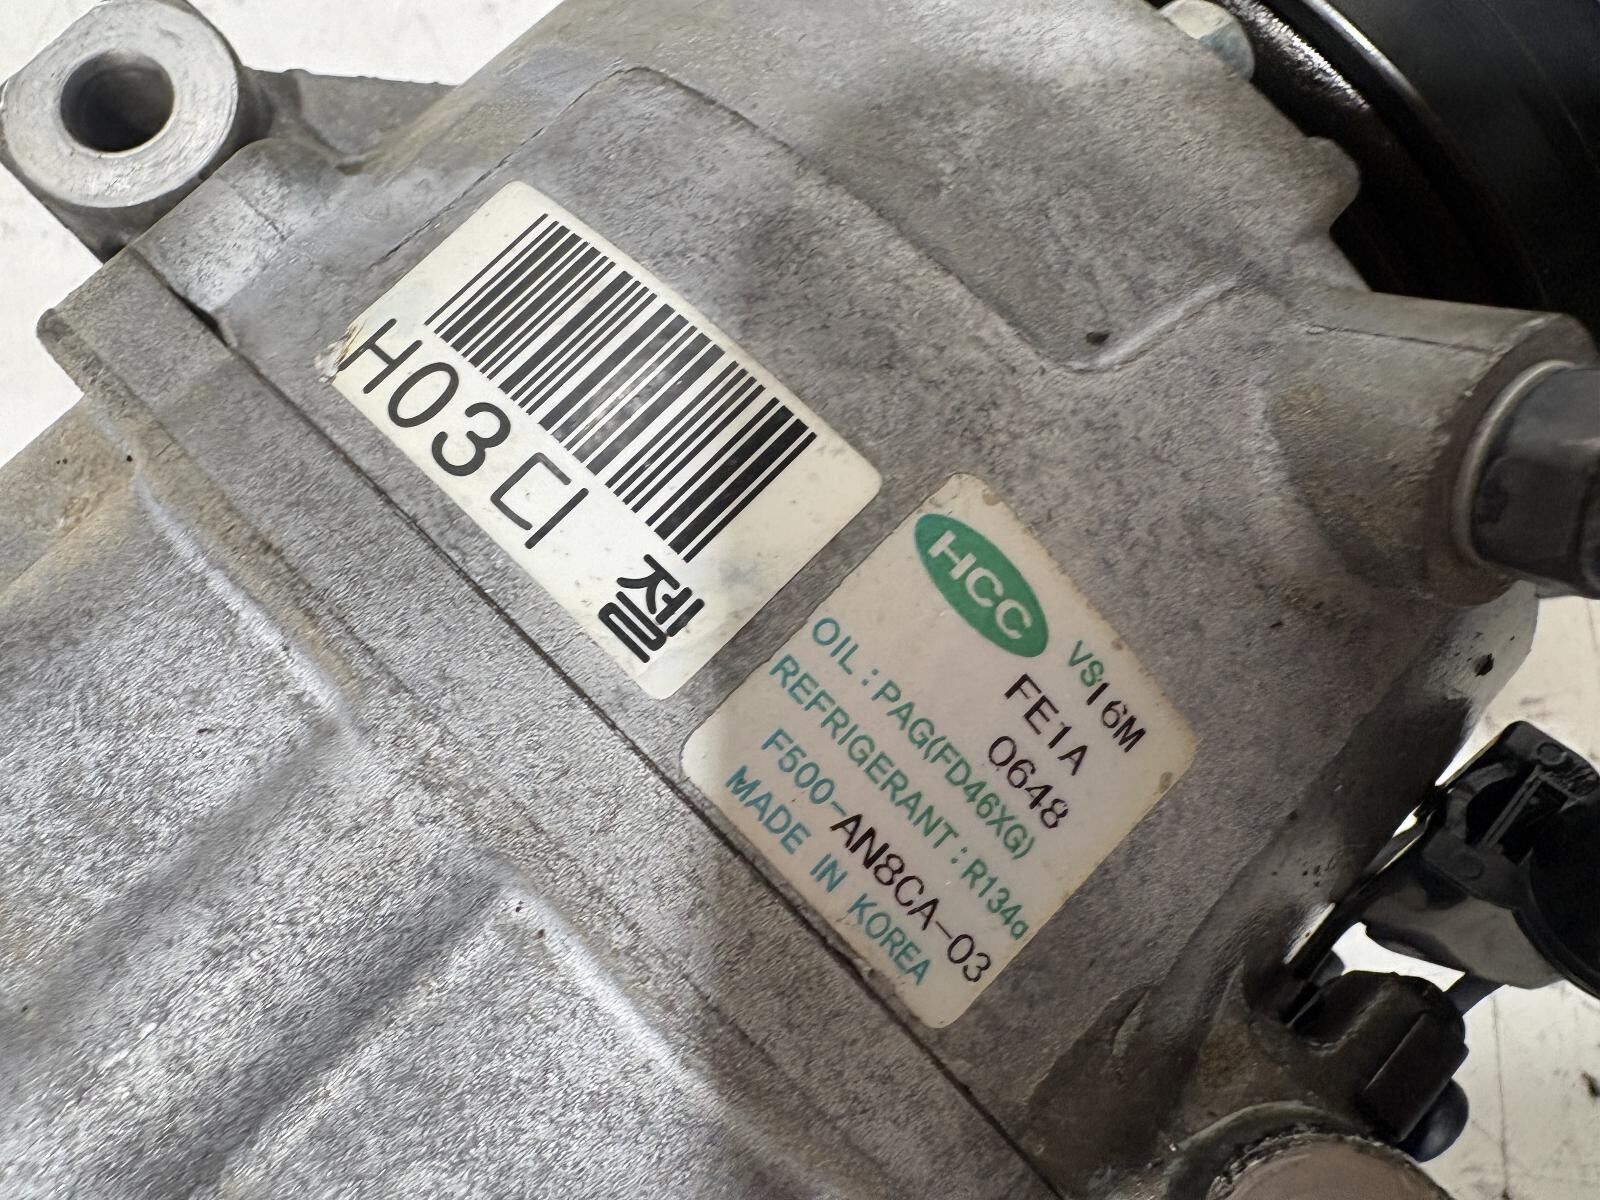 H03디젤
HCC VS16M
FE1A
0648
OIL : PAG(FD46XG)
REFRIGERANT : R134a
F500-AN8CA-03
MADE IN KOREA